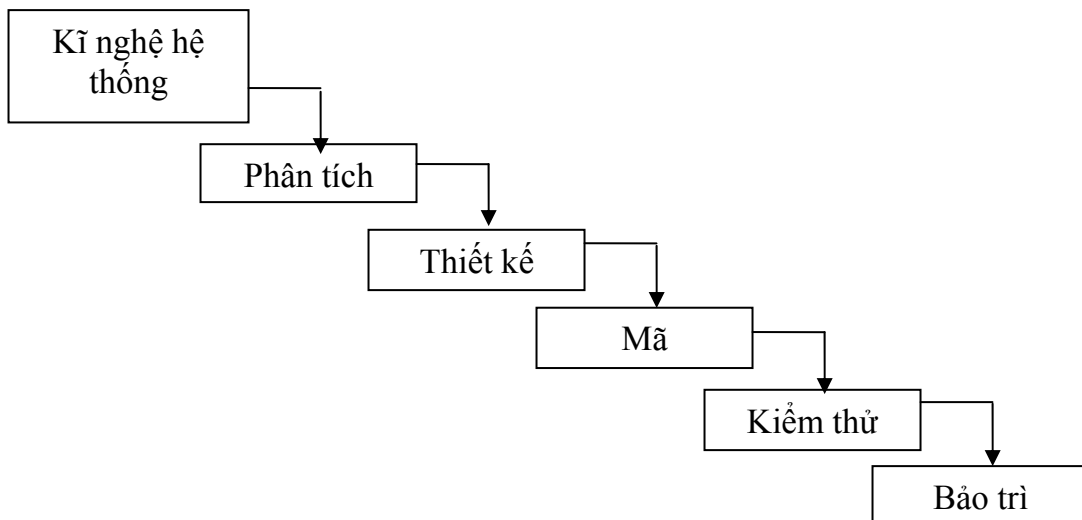 Kĩ nghệ hệ
thống
Phân tích
Thiết kế
Mã
Kiểm thử
Bảo trì